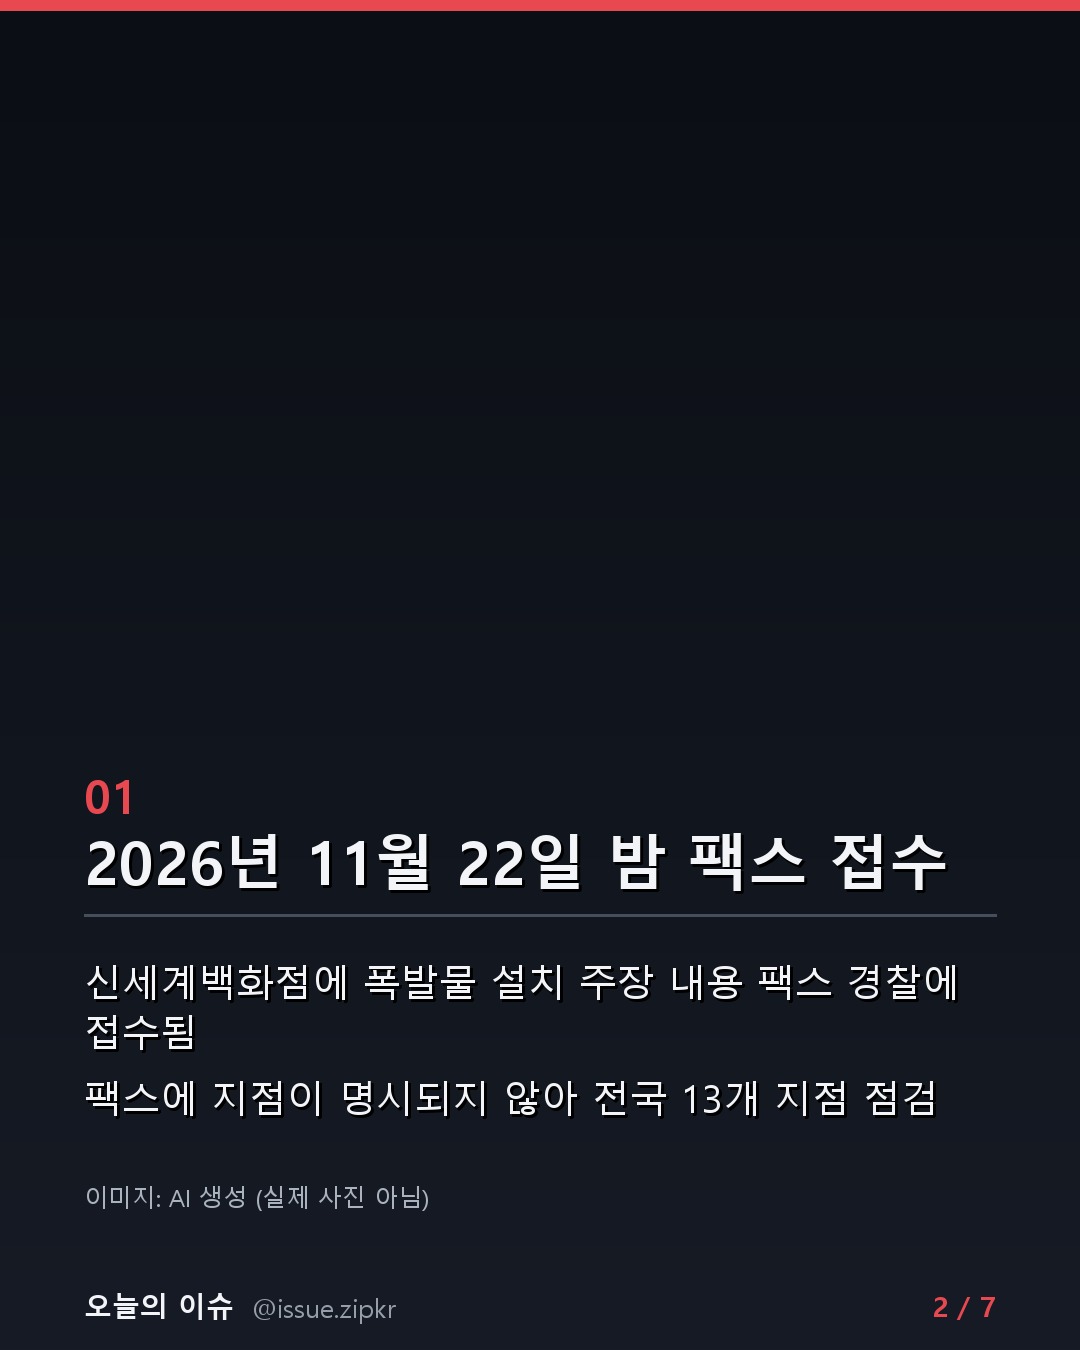 01
2026년 11월 22일 밤 팩스 접수
신세계백화점에 폭발물 설치 주장 내용 팩스 경찰에
접수됨
팩스에 지점이 명시되지 않아 전국 13개 지점 점검
이미지: AI 생성 (실제 사진 아님)
오늘의 이슈 @issue.zipkr
2 / 7